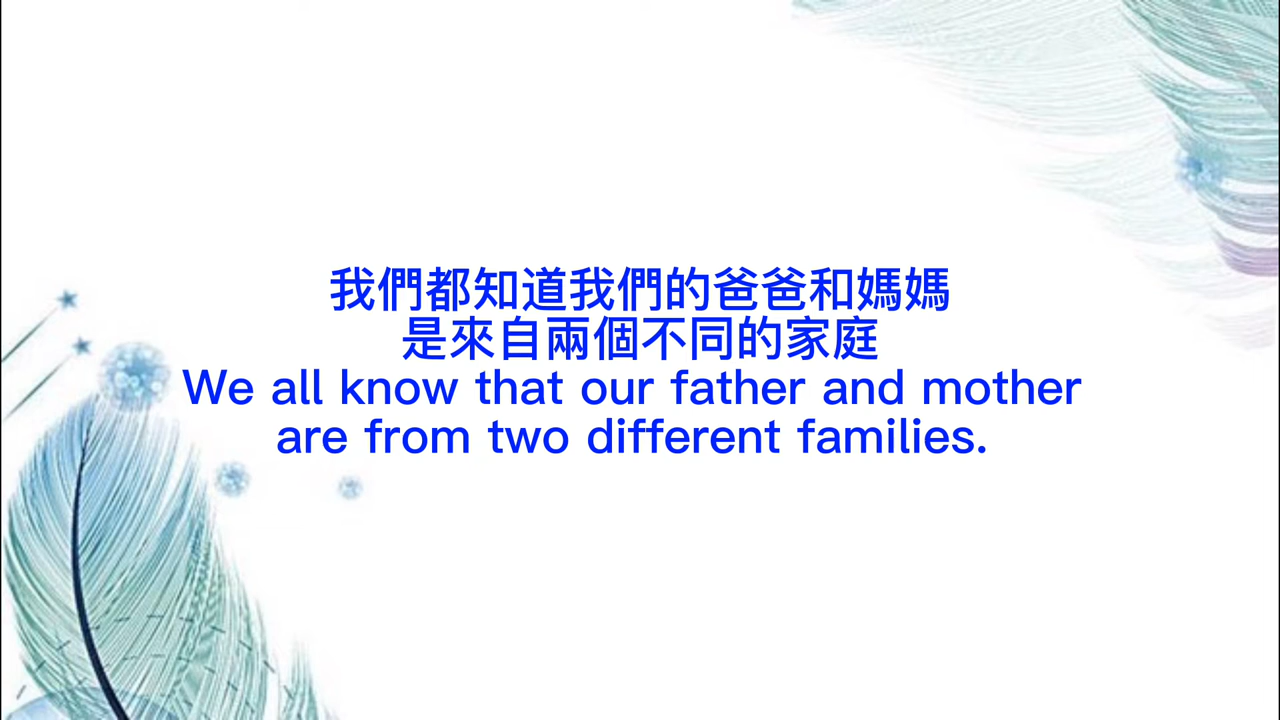 我們都知道我們的爸爸和媽媽
是來自兩個不同的家庭
We all know that our father and mother
are from two different families.